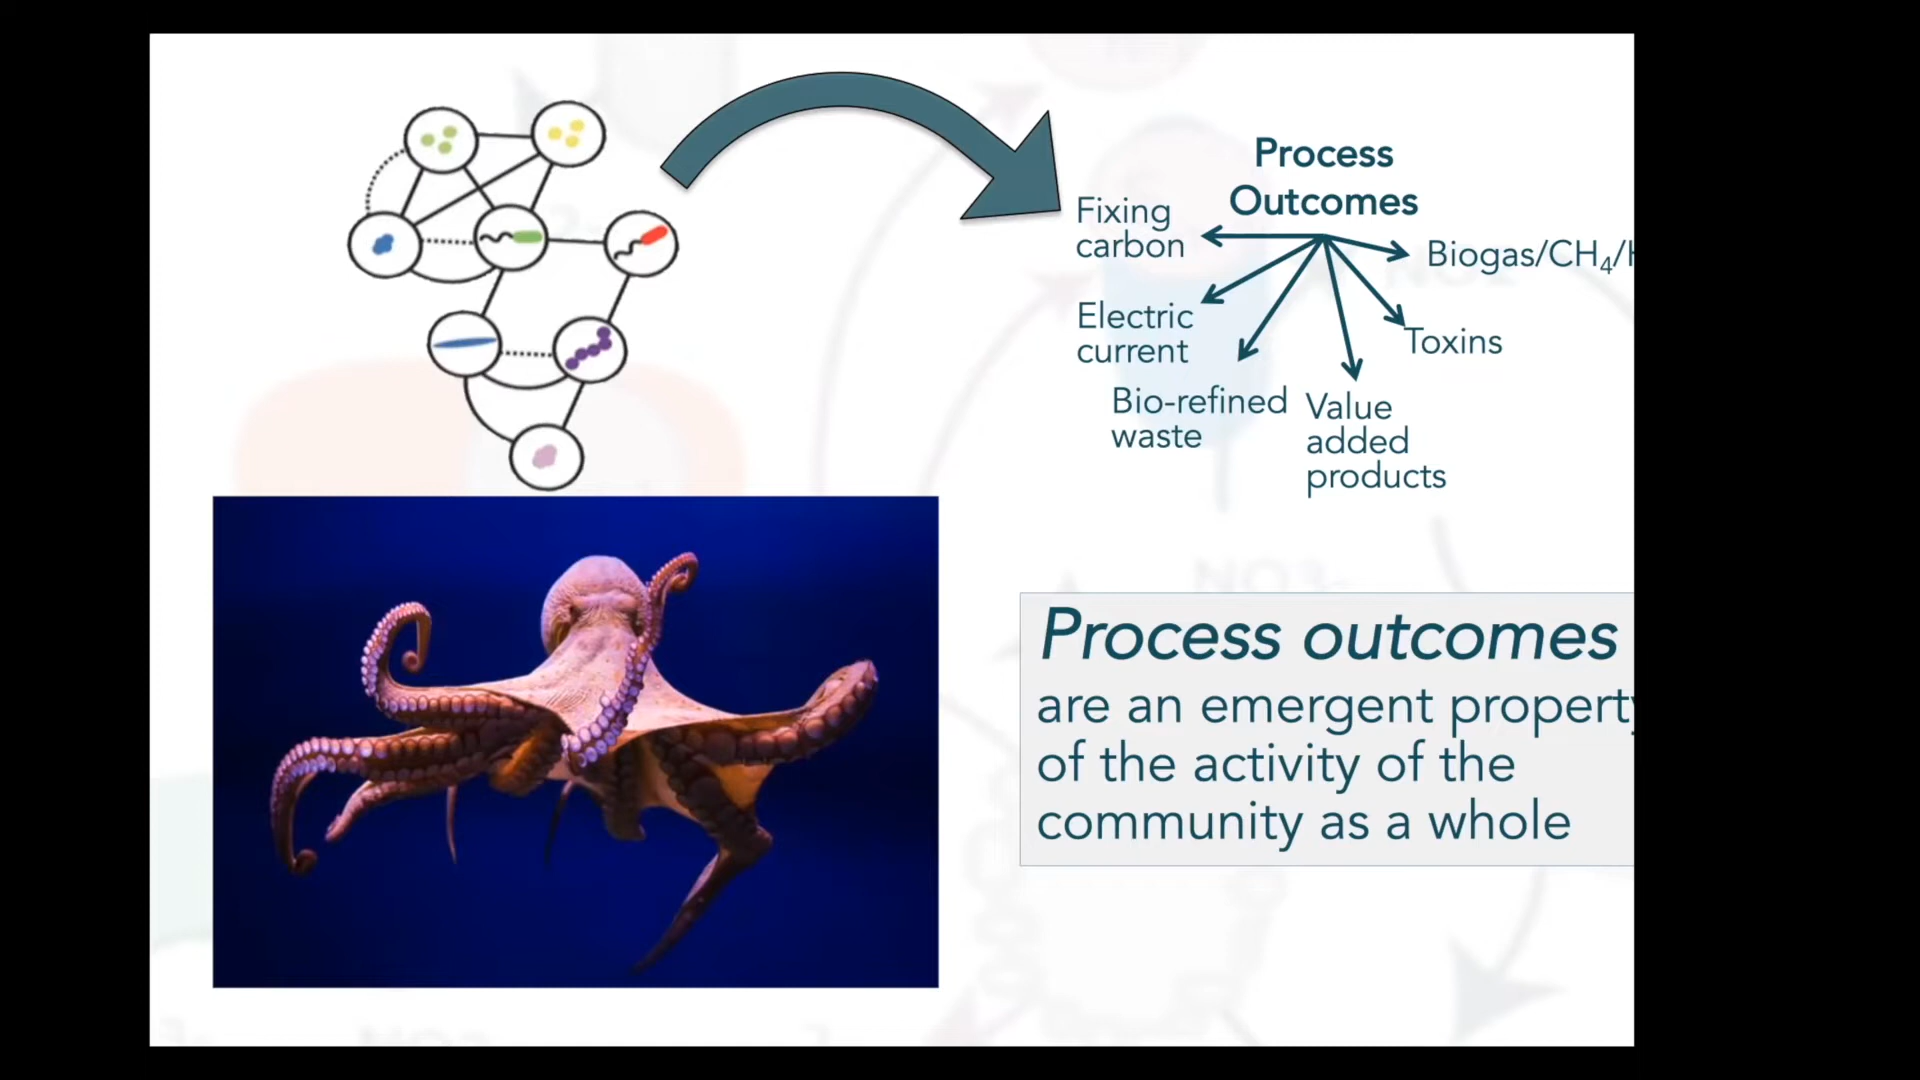 Process
Outcomes
Fixing
carbon
Biogas/CH₄/
Electric
current
Toxins
Bio-refined
waste
Value
added
products
Process outcomes
are an emergent property
of the activity of the
community as a whole